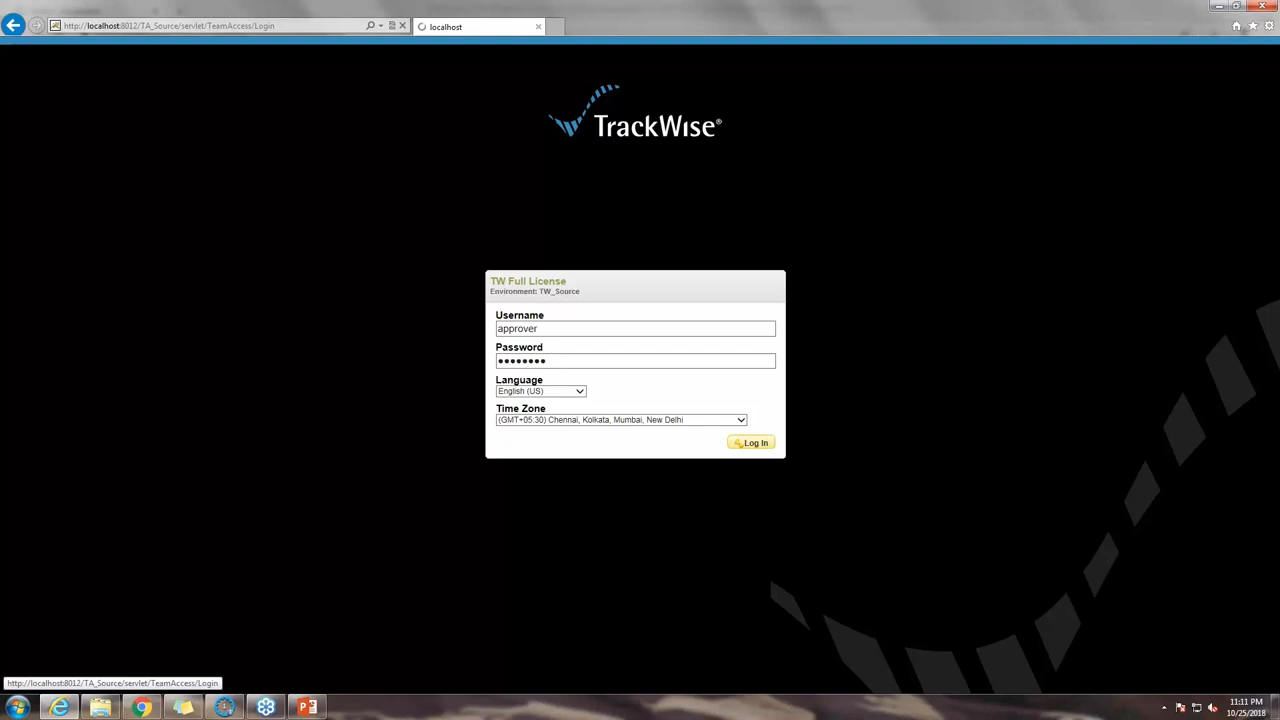 http://localhost:8012/TA_Source/servlet/TeamAccess/Login
localhost
TrackWise®
TW Full License
Environment: TW_Source
Username
approver
Password
••••••••
Language
English (US)
Time Zone
(GMT+05:30) Chennai, Kolkata, Mumbai, New Delhi
Log In
http://localhost:8012/TA_Source/servlet/TeamAccess/Login
11:11 PM
10/25/2018